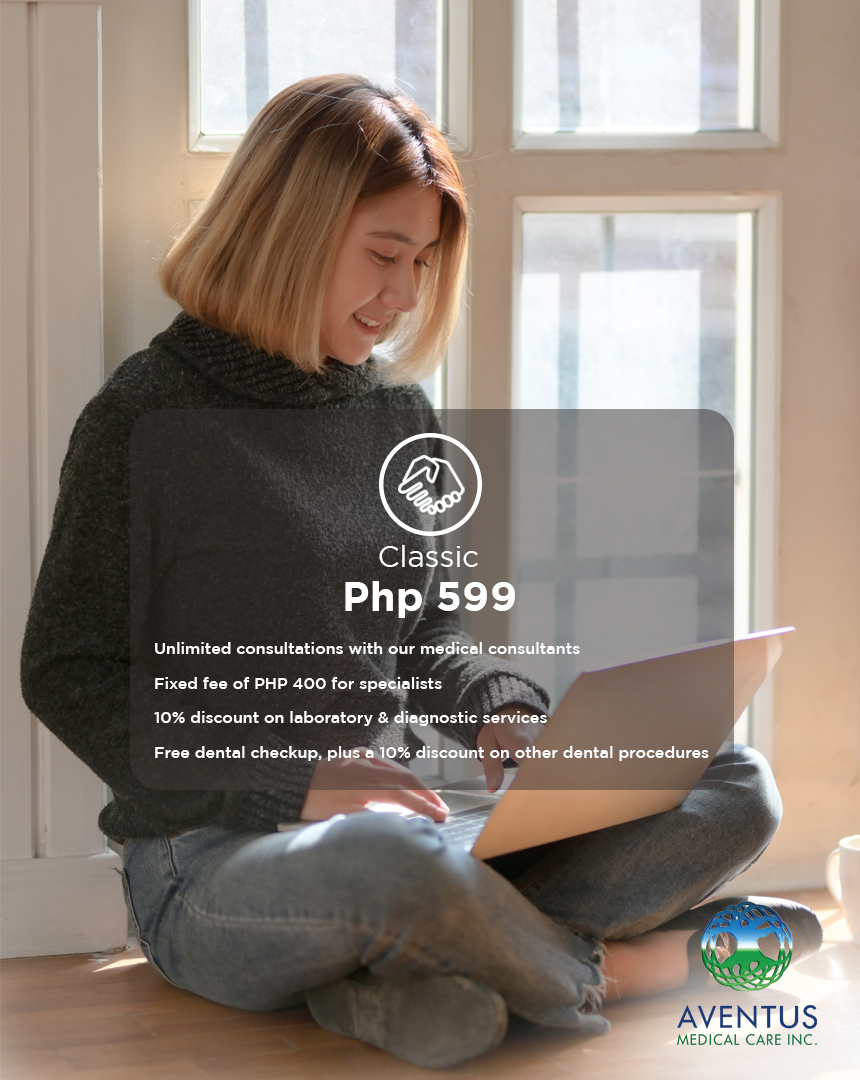 Classic
Php 599
Unlimited consultations with our medical consultants
Fixed fee of PHP 400 for specialists
10% discount on laboratory & diagnostic services
Free dental checkup, plus a 10% discount on other dental procedures
AVENTUS
MEDICAL CARE INC.